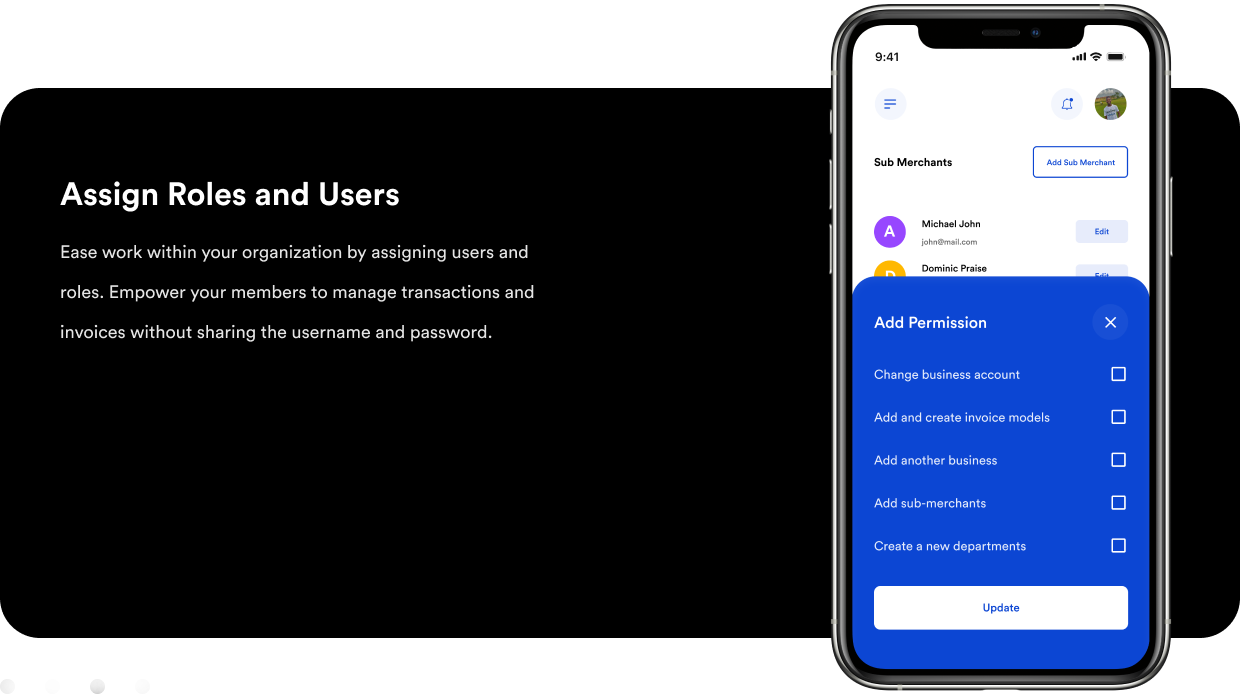 Assign Roles and Users
Ease work within your organization by assigning users and
roles. Empower your members to manage transactions and
invoices without sharing the username and password.
9:41
Sub Merchants
Add Sub Merchant
A
Michael John
john@mail.com
Edit
D
Dominic Praise
Edit
Add Permission
Change business account
Add and create invoice models
Add another business
Add sub-merchants
Create a new departments
Update